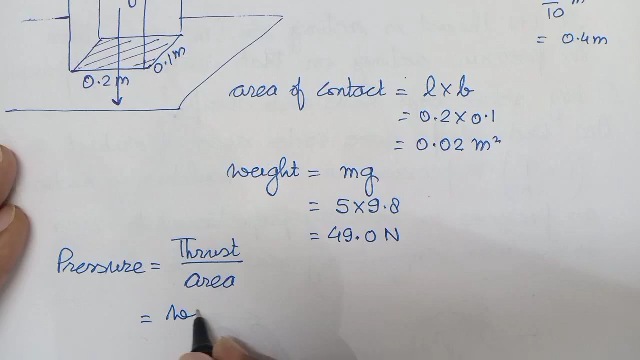 10 m
= 0.4m
0.2m
0.1m
area of contact = l x b
= 0.2 x 0.1
= 0.02 m²
weight = mg
= 5 x 9.8
= 49.0 N
Pressure = Thrust
area
=